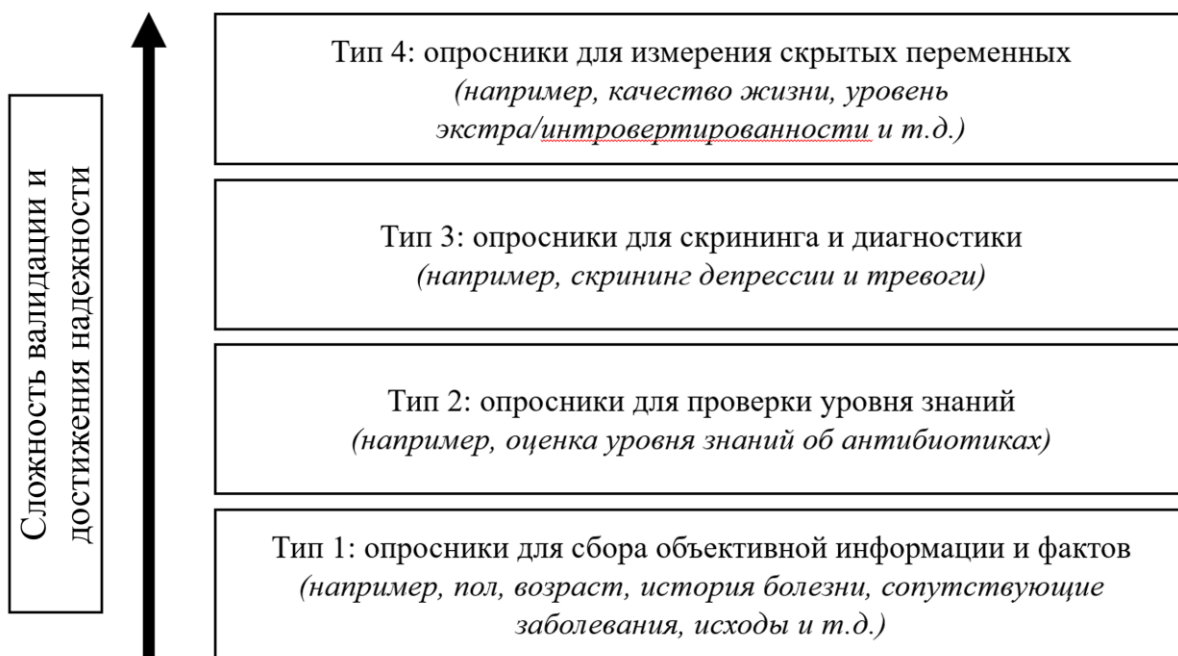 Сложность валидации и
достижения надежности
Тип 4: опросники для измерения скрытых переменных
(например, качество жизни, уровень
экстра/интровертированности и т.д.)
Тип 3: опросники для скрининга и диагностики
(например, скрининг депрессии и тревоги)
Тип 2: опросники для проверки уровня знаний
(например, оценка уровня знаний об антибиотиках)
Тип 1: опросники для сбора объективной информации и фактов
(например, пол, возраст, история болезни, сопутствующие
заболевания, исходы и т.д.)